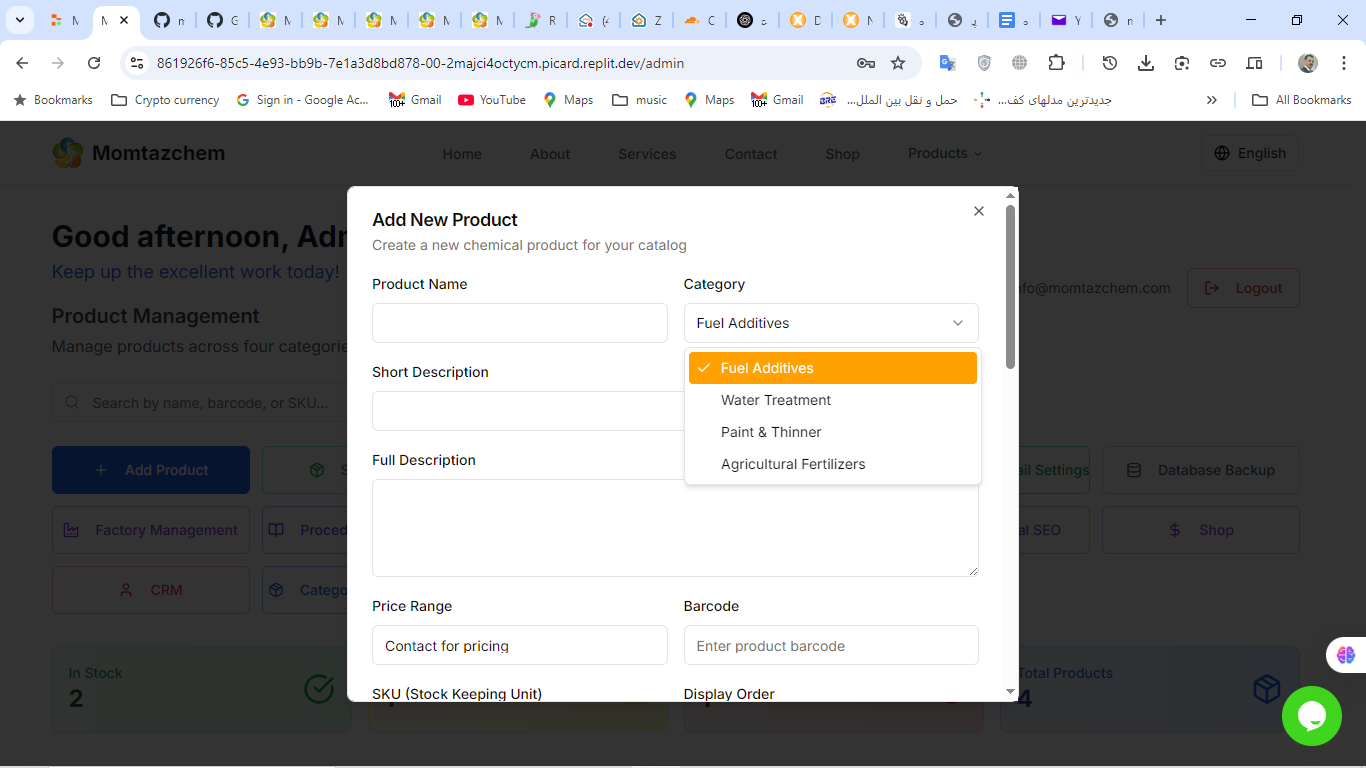 861926f6-85c5-4e93-bb9b-7e1a3d8bd878-00-2majci4octycm.picard.replit.dev/admin
Bookmarks Crypto currency Sign in - Google Ac... Gmail YouTube Maps music Maps Gmail حمل و نقل بین الملل... جدیدترین مدلهای کف... All Bookmarks
Momtazchem Home About Services Contact Shop Products English
Good afternoon, Adm
Keep up the excellent work today!
nfo@momtazchem.com Logout
Product Management
Manage products across four categorie
Search by name, barcode, or SKU...
Add Product
ail Settings Database Backup
Factory Management Proced
al SEO Shop
CRM Catego
In Stock
2
Total Products
4
Add New Product
Create a new chemical product for your catalog
Product Name Category
Fuel Additives
Fuel Additives
Water Treatment
Paint & Thinner
Agricultural Fertilizers
Short Description
Full Description
Price Range Barcode
Contact for pricing Enter product barcode
SKU (Stock Keeping Unit) Display Order